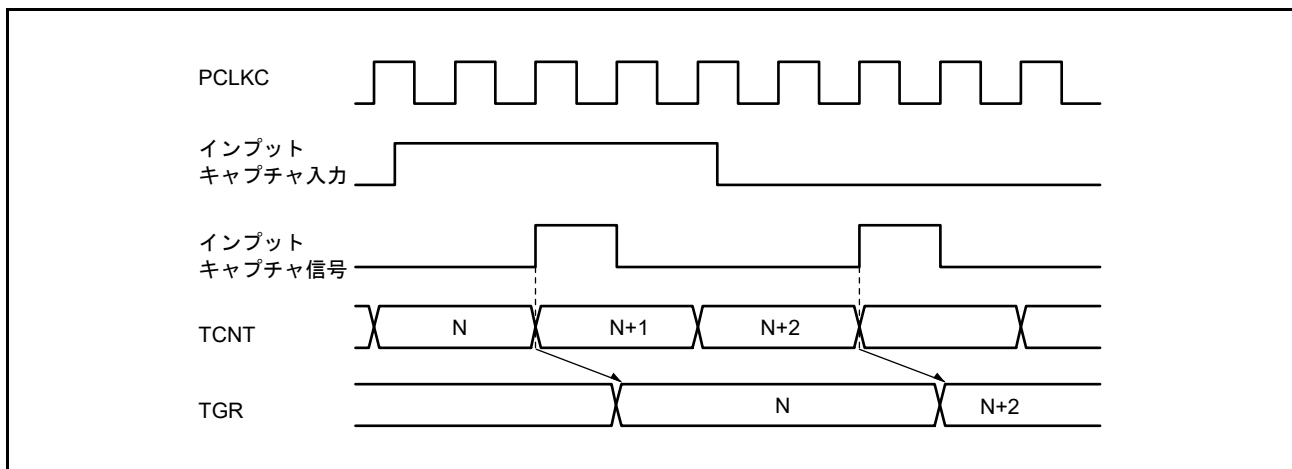 PCLKC
インプット
キャプチャ入力
インプット
キャプチャ信号
TCNT
N
N+1
N+2
TGR
N
N+2